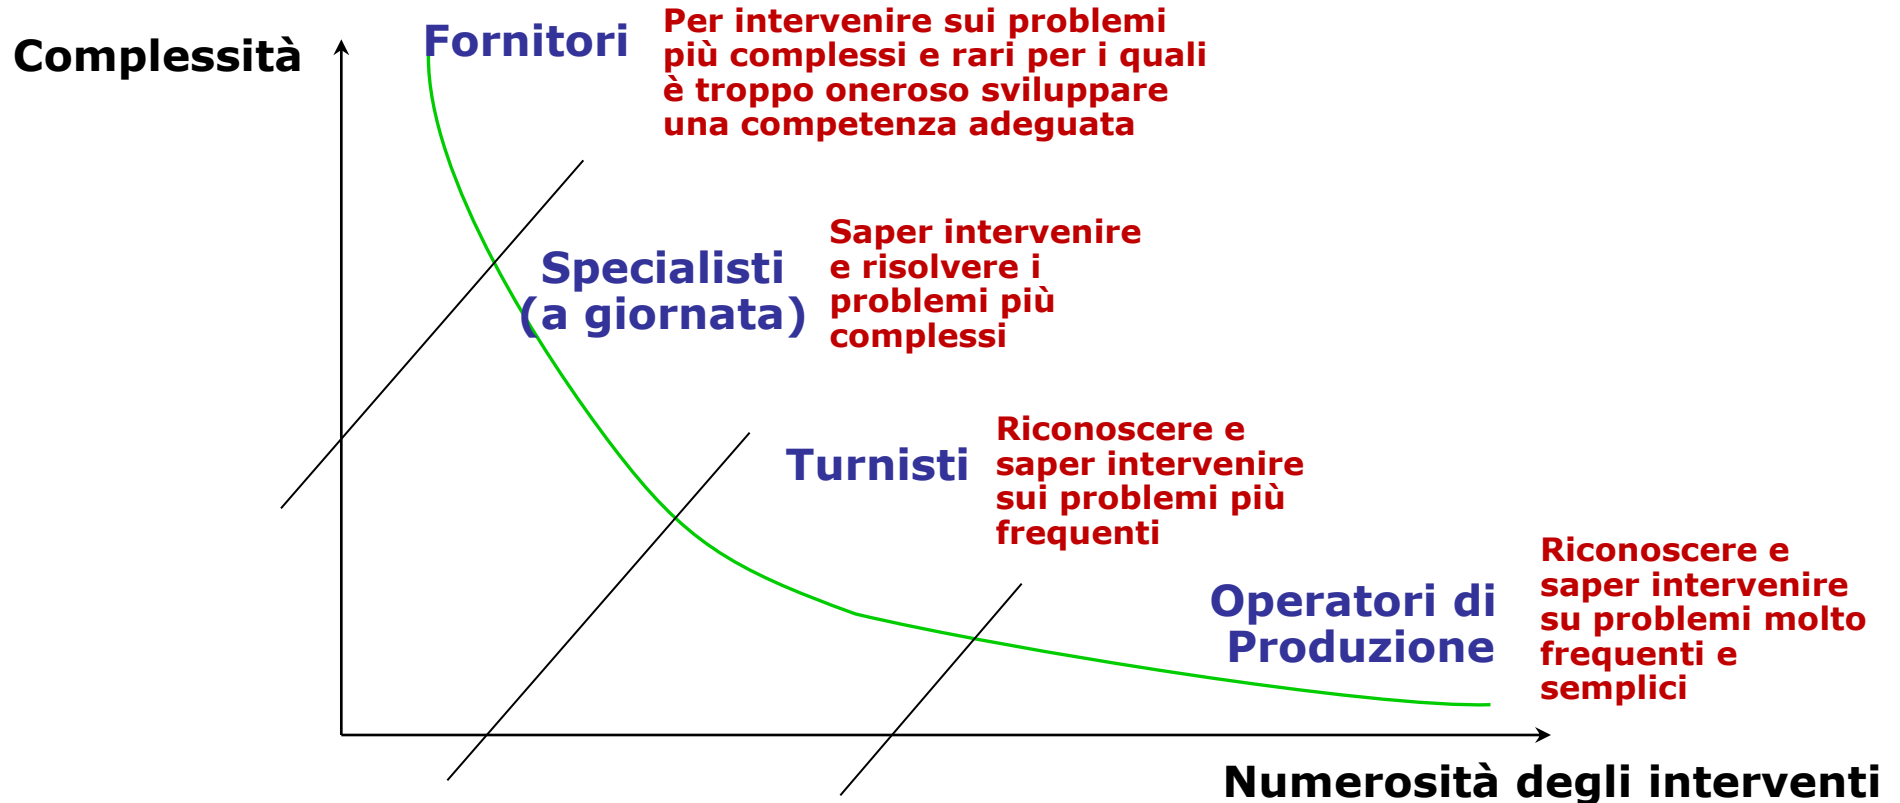 Complessità
Fornitori
Per intervenire sui problemi
più complessi e rari per i quali
è troppo oneroso sviluppare
una competenza adeguata
Specialisti
(a giornata)
Saper intervenire
e risolvere i
problemi più
complessi
Turnisti
Riconoscere e
saper intervenire
sui problemi più
frequenti
Operatori di
Produzione
Riconoscere e
saper intervenire
su problemi molto
frequenti e
semplici
Numerosità degli interventi